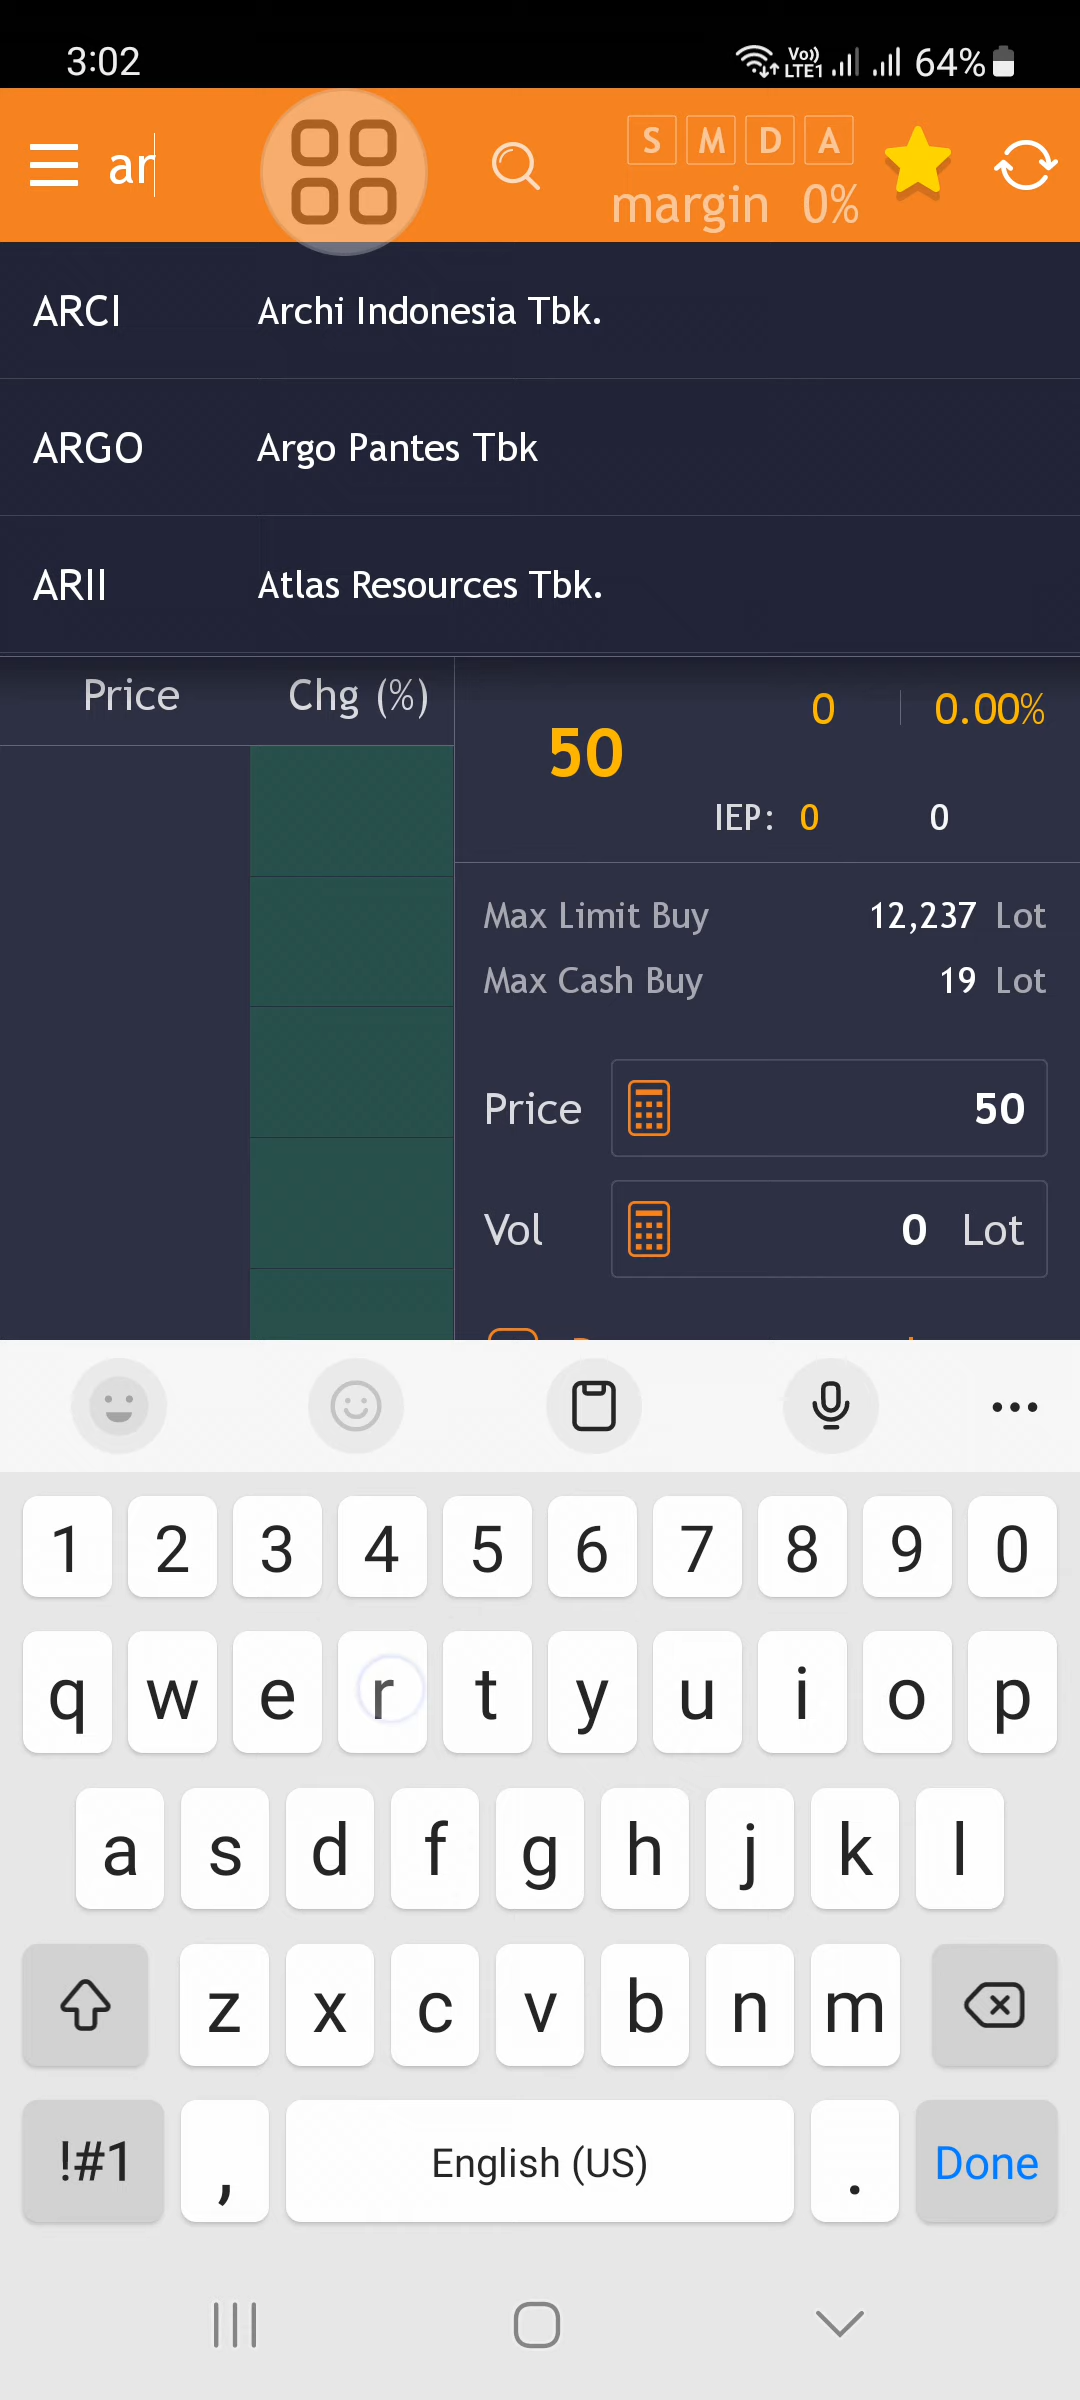 3:02 Vo)) LTE1 64%
ar S M D A
margin 0%
ARCI Archi Indonesia Tbk.
ARGO Argo Pantes Tbk
ARII Atlas Resources Tbk.
Price Chg (%) 0 0.00%
50
IEP: 0 0
Max Limit Buy 12,237 Lot
Max Cash Buy 19 Lot
Price 50
Vol 0 Lot
1 2 3 4 5 6 7 8 9 0
q w e r t y u i o p
a s d f g h j k l
z x c v b n m
!#1 , English (US) . Done